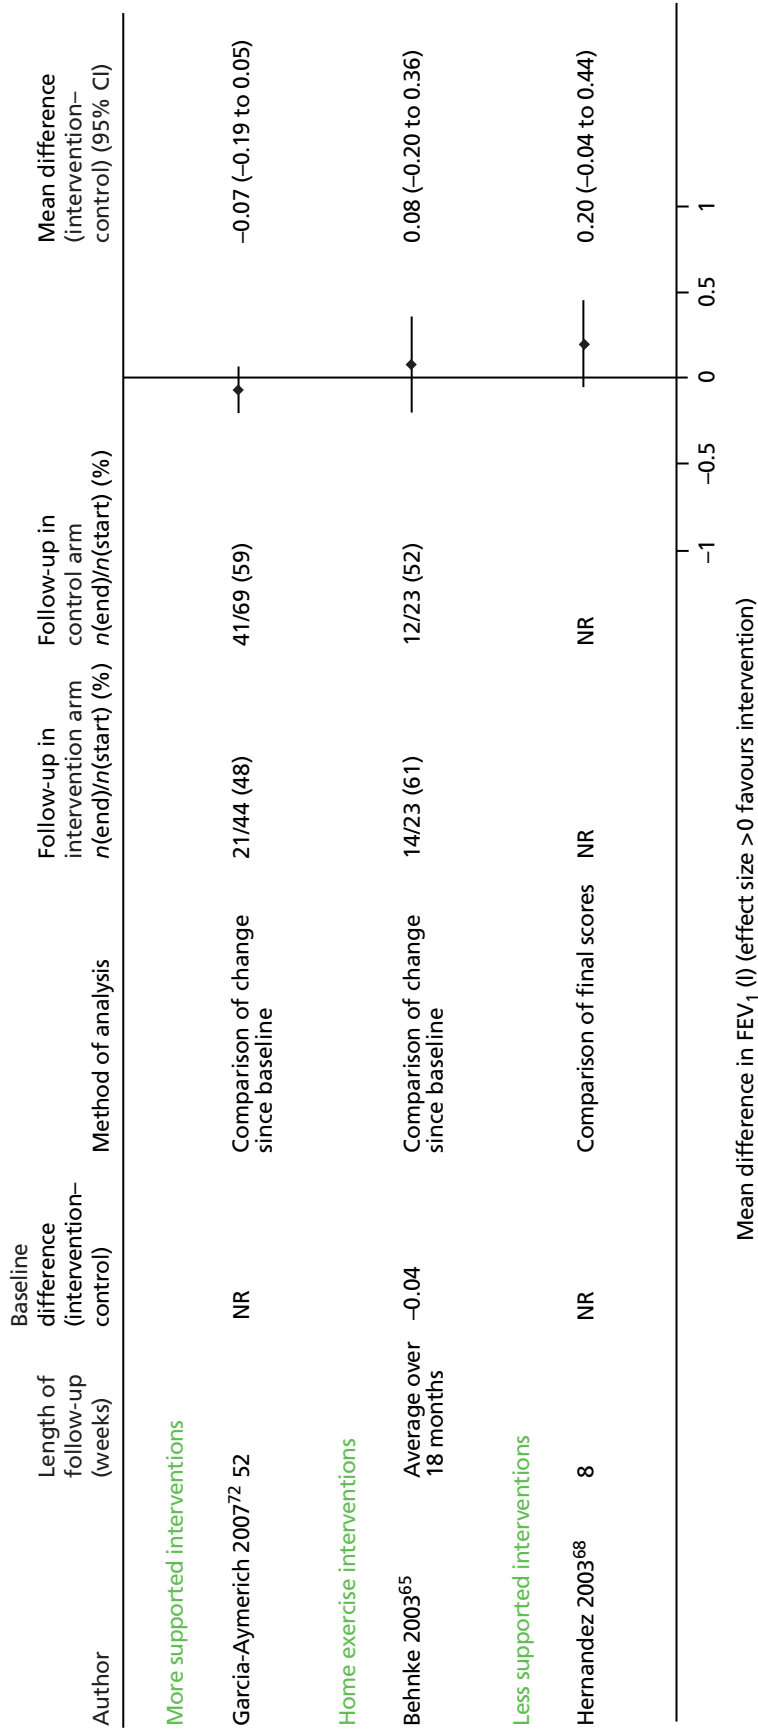 Author
Length of
follow-up
(weeks)
Baseline
difference
(intervention–
control)
Method of analysis
Follow-up in
intervention arm
n(end)/n(start) (%)
Follow-up in
control arm
n(end)/n(start) (%)
Mean difference
(intervention–
control) (95% CI)
More supported interventions
Garcia-Aymerich 2007⁷² 52 NR Comparison of change
since baseline
21/44 (48) 41/69 (59) –0.07 (–0.19 to 0.05)
Home exercise interventions
Behnke 2003⁶⁵ Average over
18 months
–0.04 Comparison of change
since baseline
14/23 (61) 12/23 (52) 0.08 (–0.20 to 0.36)
Less supported interventions
Hernandez 2003⁶⁸ 8 NR Comparison of final scores NR NR 0.20 (–0.04 to 0.44)
–1 –0.5 0 0.5 1
Mean difference in FEV₁ (l) (effect size >0 favours intervention)